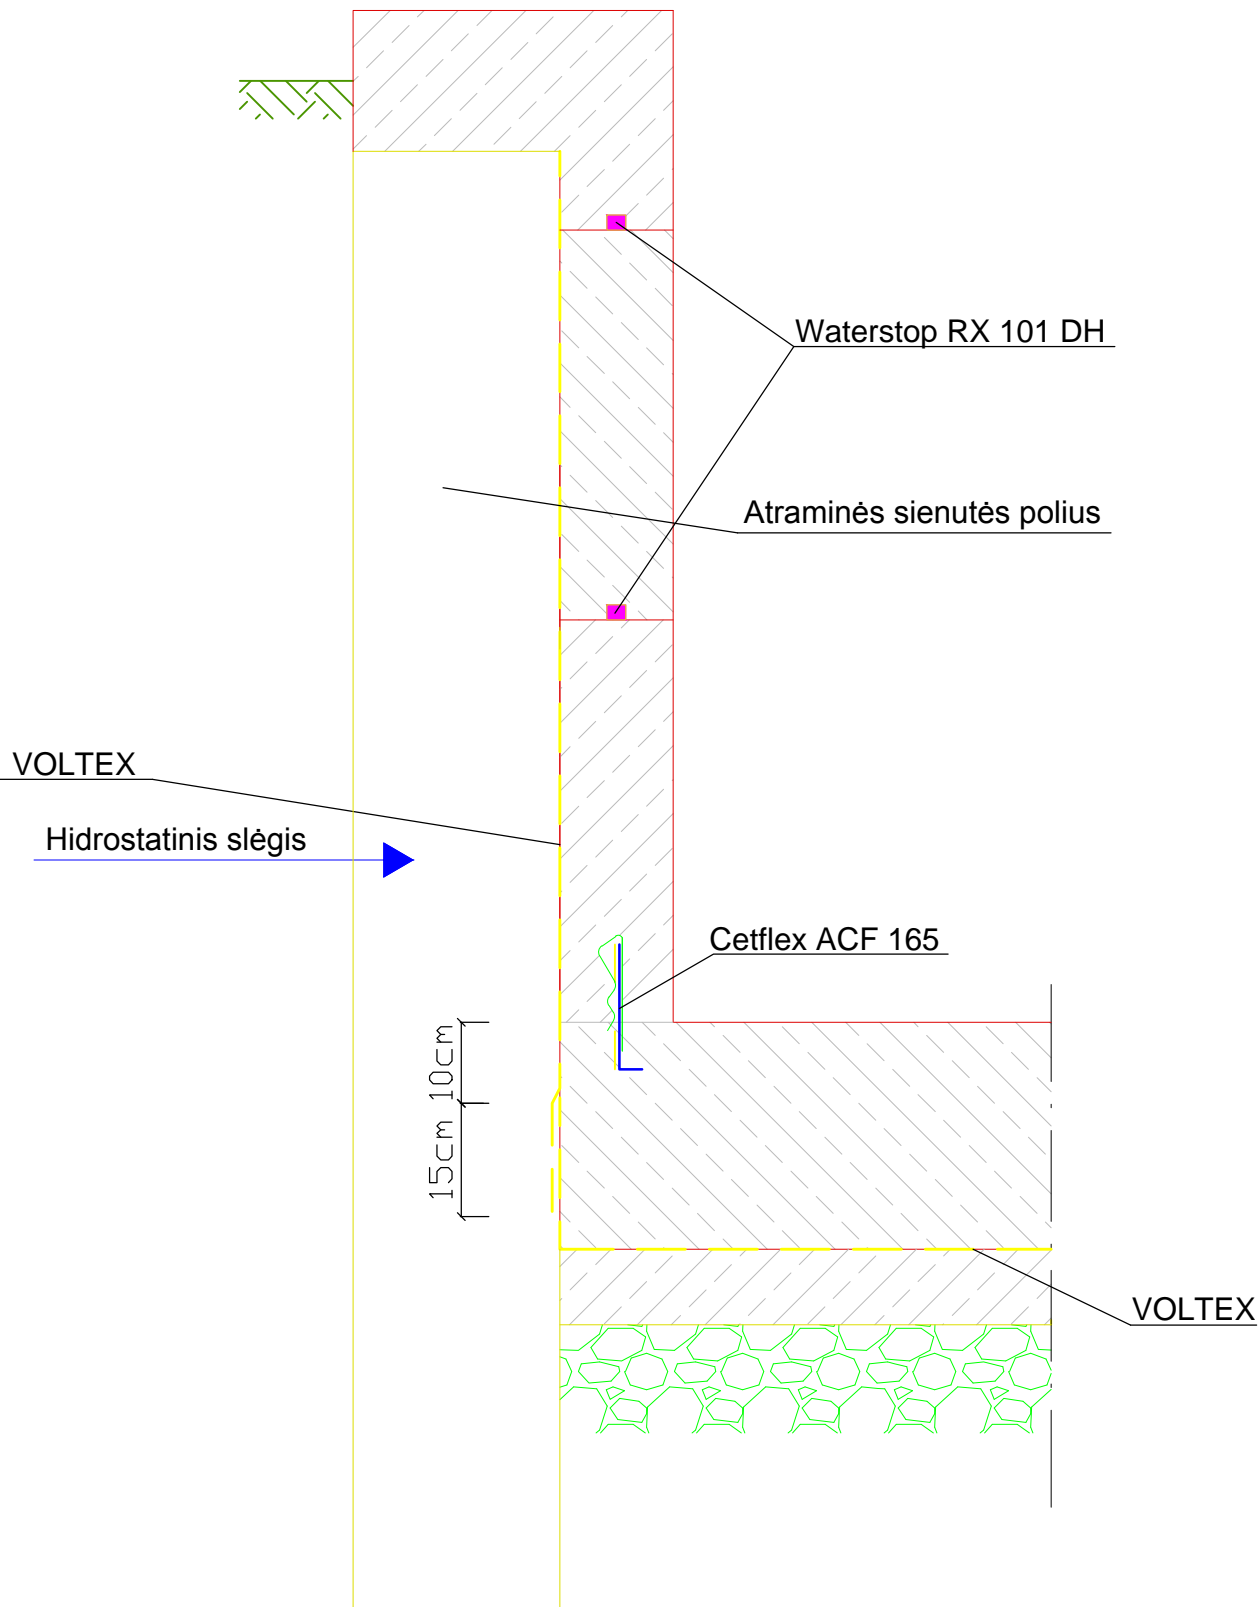 Waterstop RX 101 DH
Atraminės sienutės polius
VOLTEX
Hidrostatinis slėgis
Cetflex ACF 165
10cm
15cm
VOLTEX